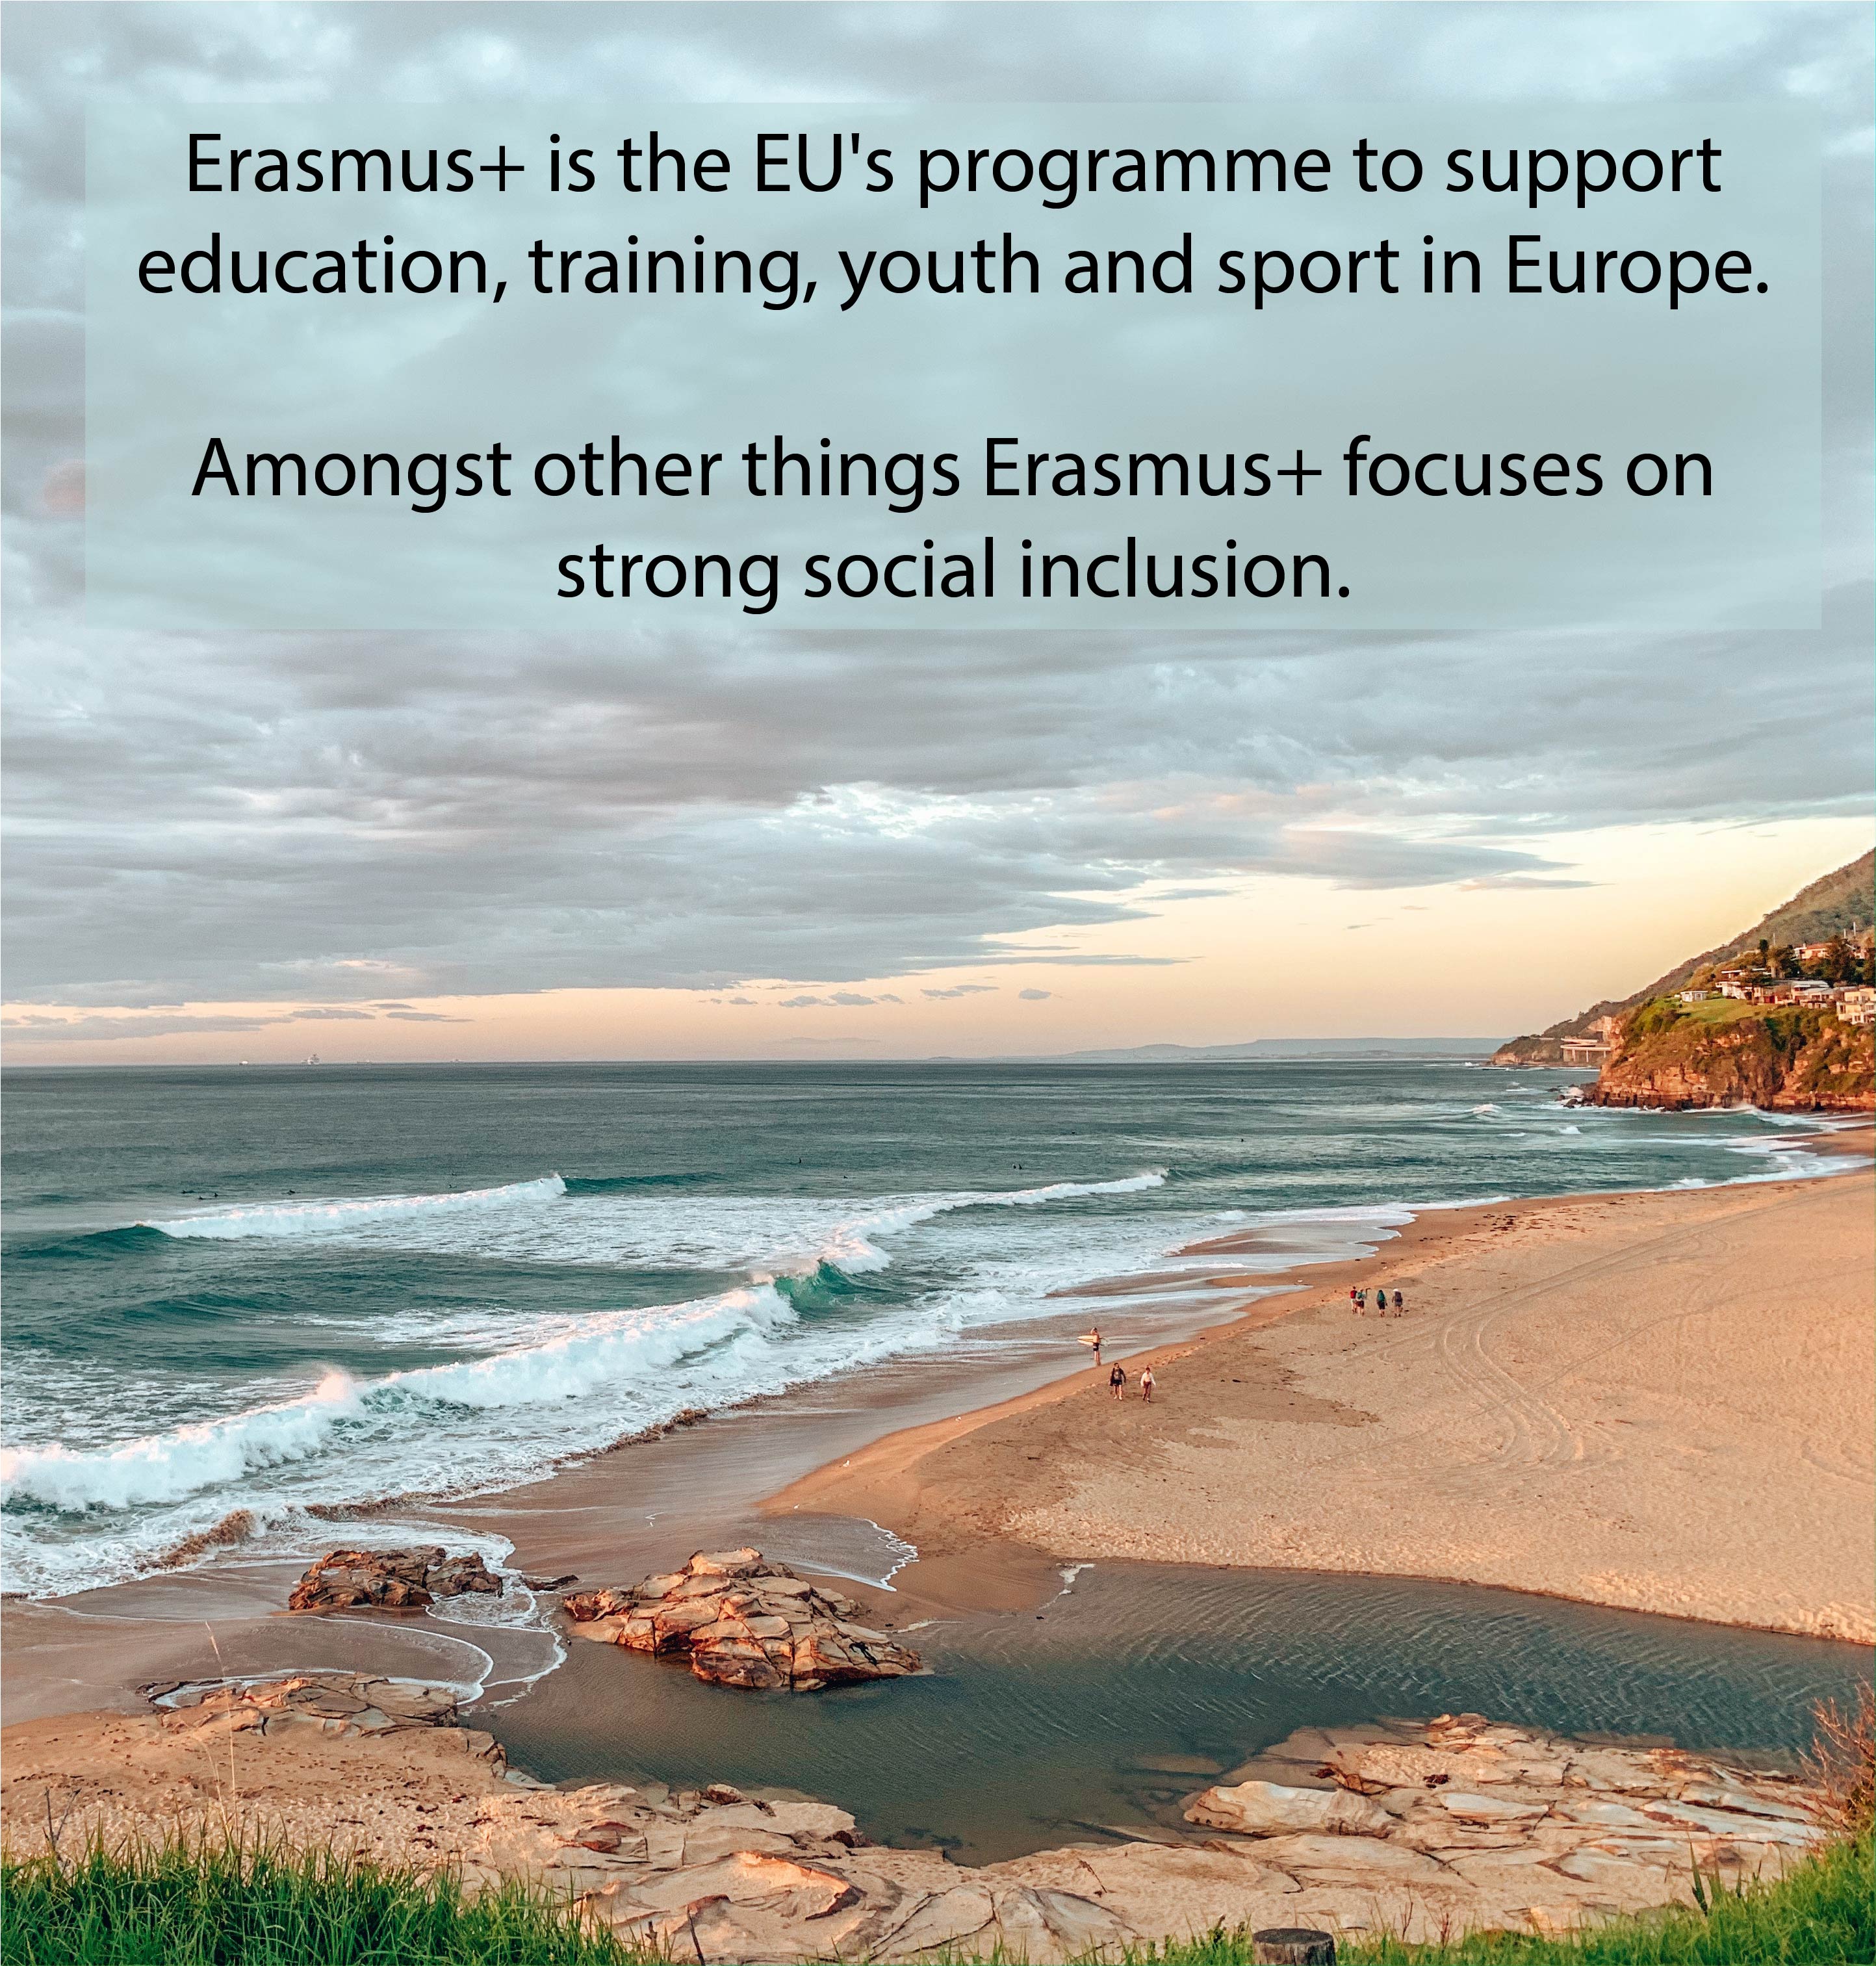 Erasmus+ is the EU's programme to support
education, training, youth and sport in Europe.
Amongst other things Erasmus+ focuses on
strong social inclusion.